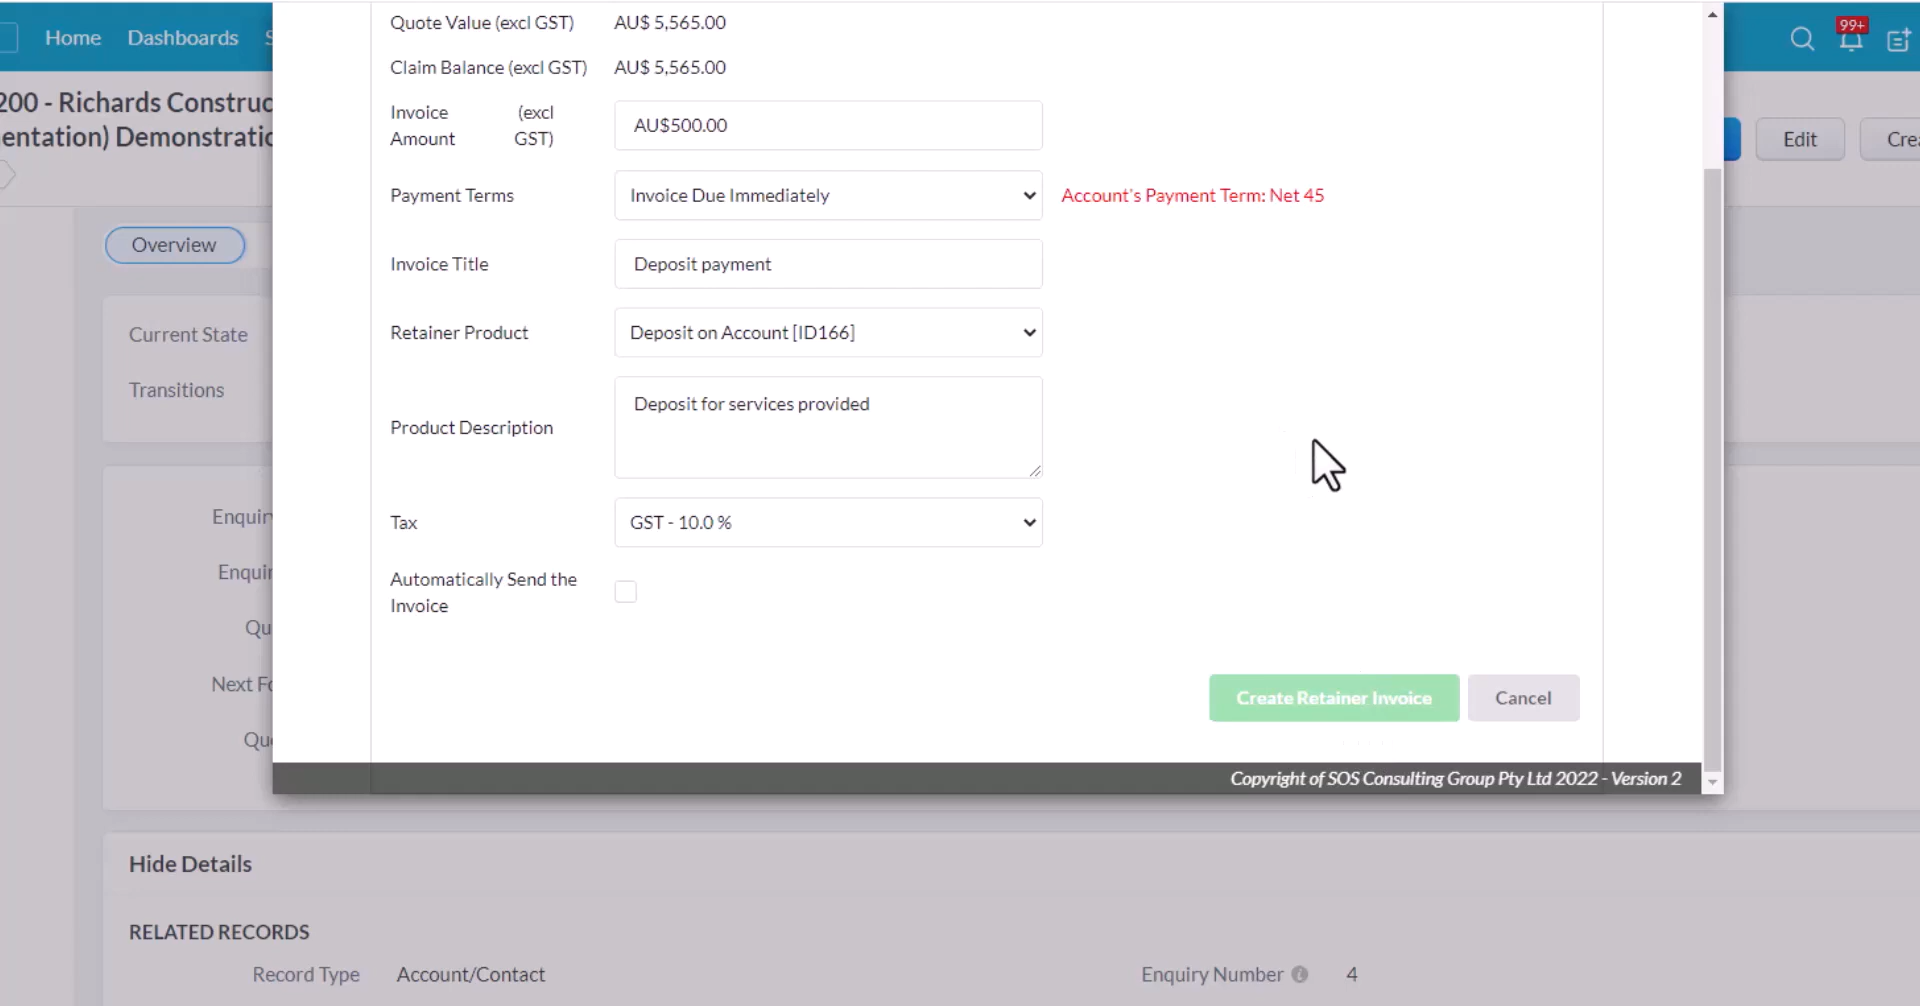 Quote Value (excl GST) AU$ 5,565.00
Home Dashboards
99+
Claim Balance (excl GST) AU$ 5,565.00
200 - Richards Construc
entation) Demonstratio
Invoice Amount (excl GST) AU$500.00
Edit
Crea
Payment Terms Invoice Due Immediately Account's Payment Term: Net 45
Overview
Invoice Title Deposit payment
Current State
Retainer Product Deposit on Account [ID166]
Transitions
Product Description Deposit for services provided
Enquir
Tax GST - 10.0 %
Enquir
Automatically Send the
Invoice
Qu
Next Fo
Create Retainer Invoice Cancel
Que
Copyright of SOS Consulting Group Pty Ltd 2022 - Version 2
Hide Details
RELATED RECORDS
Record Type Account/Contact Enquiry Number 4